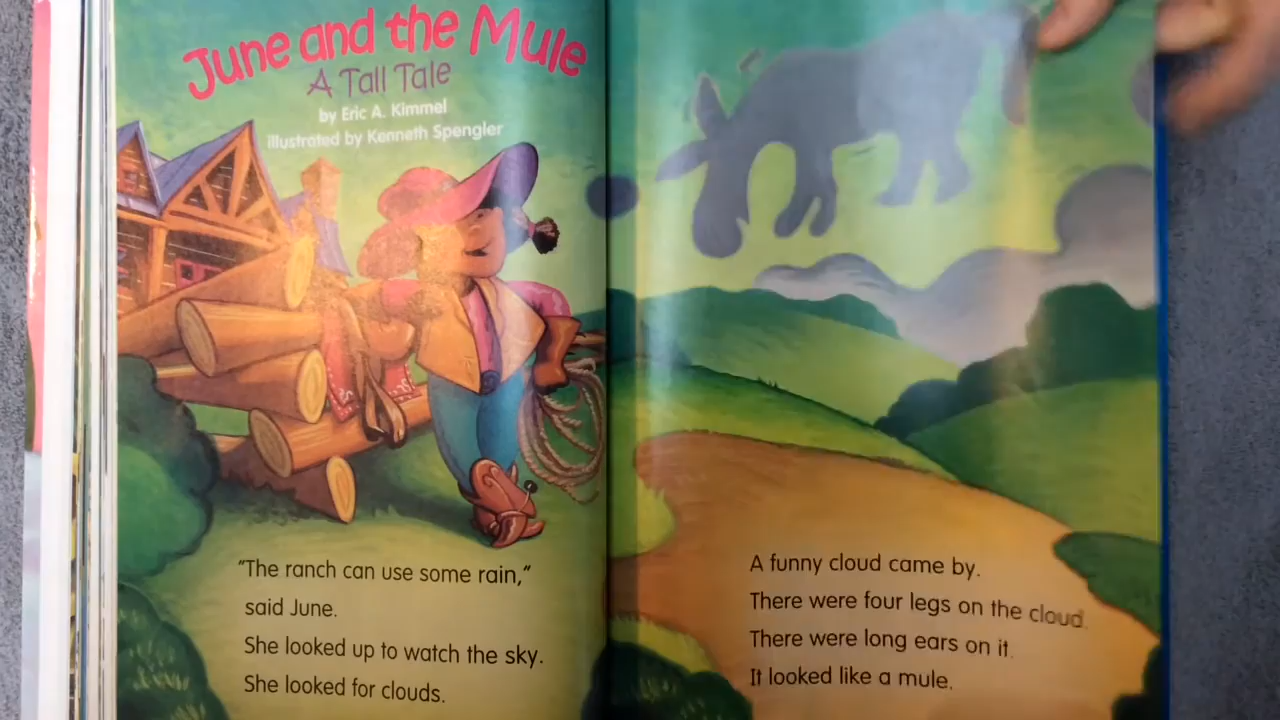 June and the Mule
A Tall Tale
by Eric A. Kimmel
illustrated by Kenneth Spengler
"The ranch can use some rain,"
said June.
She looked up to watch the sky.
She looked for clouds.
A funny cloud came by.
There were four legs on the cloud.
There were long ears on it.
It looked like a mule.